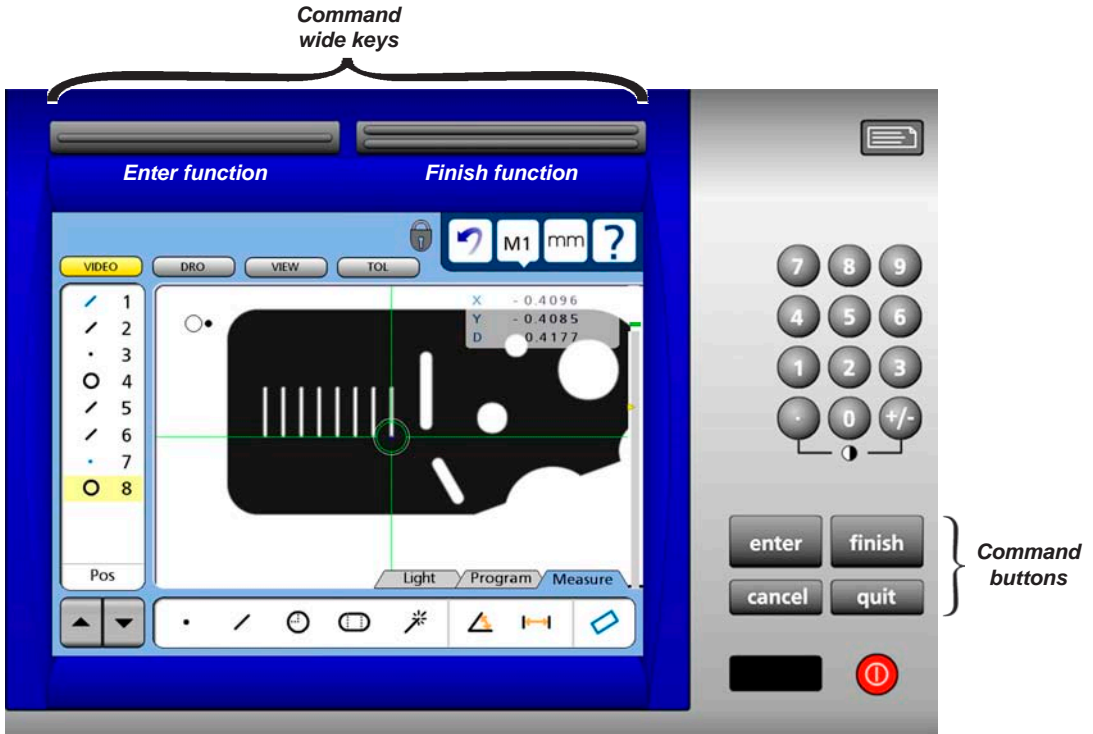 Command
wide keys
Enter function
Finish function
M1
mm
?
VIDEO
DRO
VIEW
TOL
1
2
3
4
5
6
7
8
Pos
X - 0.4096
Y - 0.4085
D 0.4177
Light
Program
Measure
7 8 9
4 5 6
1 2 3
. 0 +/-
enter
finish
cancel
quit
Command
buttons